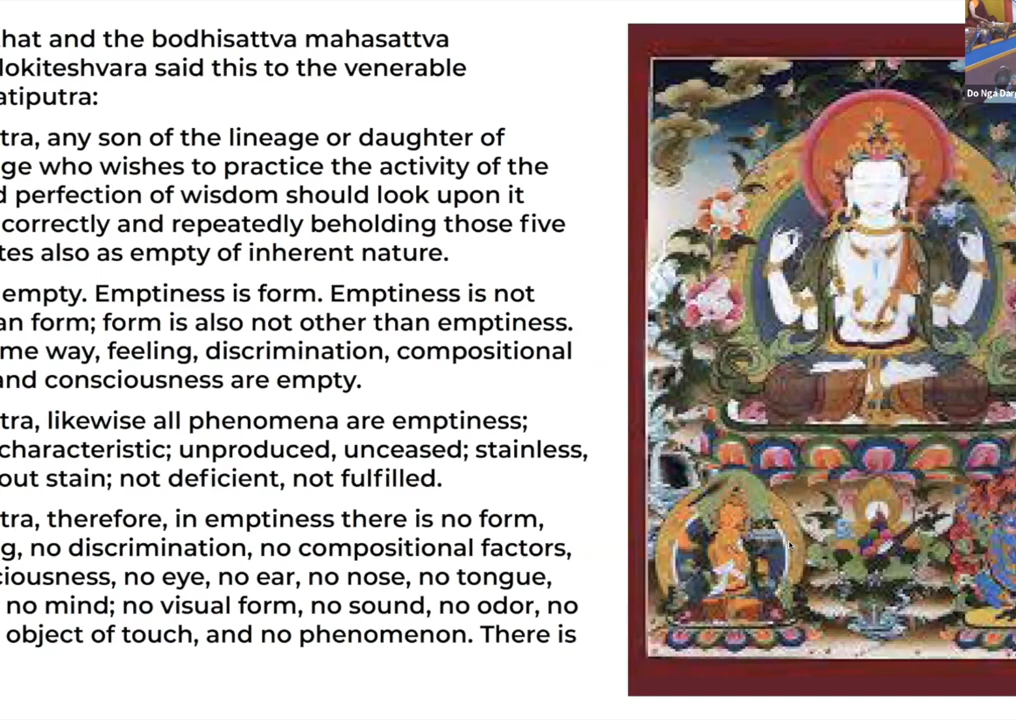 that and the bodhisattva mahasattva
lokiteshvara said this to the venerable
atiputra:
tra, any son of the lineage or daughter of
ge who wishes to practice the activity of the
d perfection of wisdom should look upon it
correctly and repeatedly beholding those five
tes also as empty of inherent nature.
empty. Emptiness is form. Emptiness is not
an form; form is also not other than emptiness.
me way, feeling, discrimination, compositional
and consciousness are empty.
tra, likewise all phenomena are emptiness;
characteristic; unproduced, unceased; stainless,
out stain; not deficient, not fulfilled.
tra, therefore, in emptiness there is no form,
g, no discrimination, no compositional factors,
ciousness, no eye, no ear, no nose, no tongue,
no mind; no visual form, no sound, no odor, no
object of touch, and no phenomenon. There is
Do Nga Darg